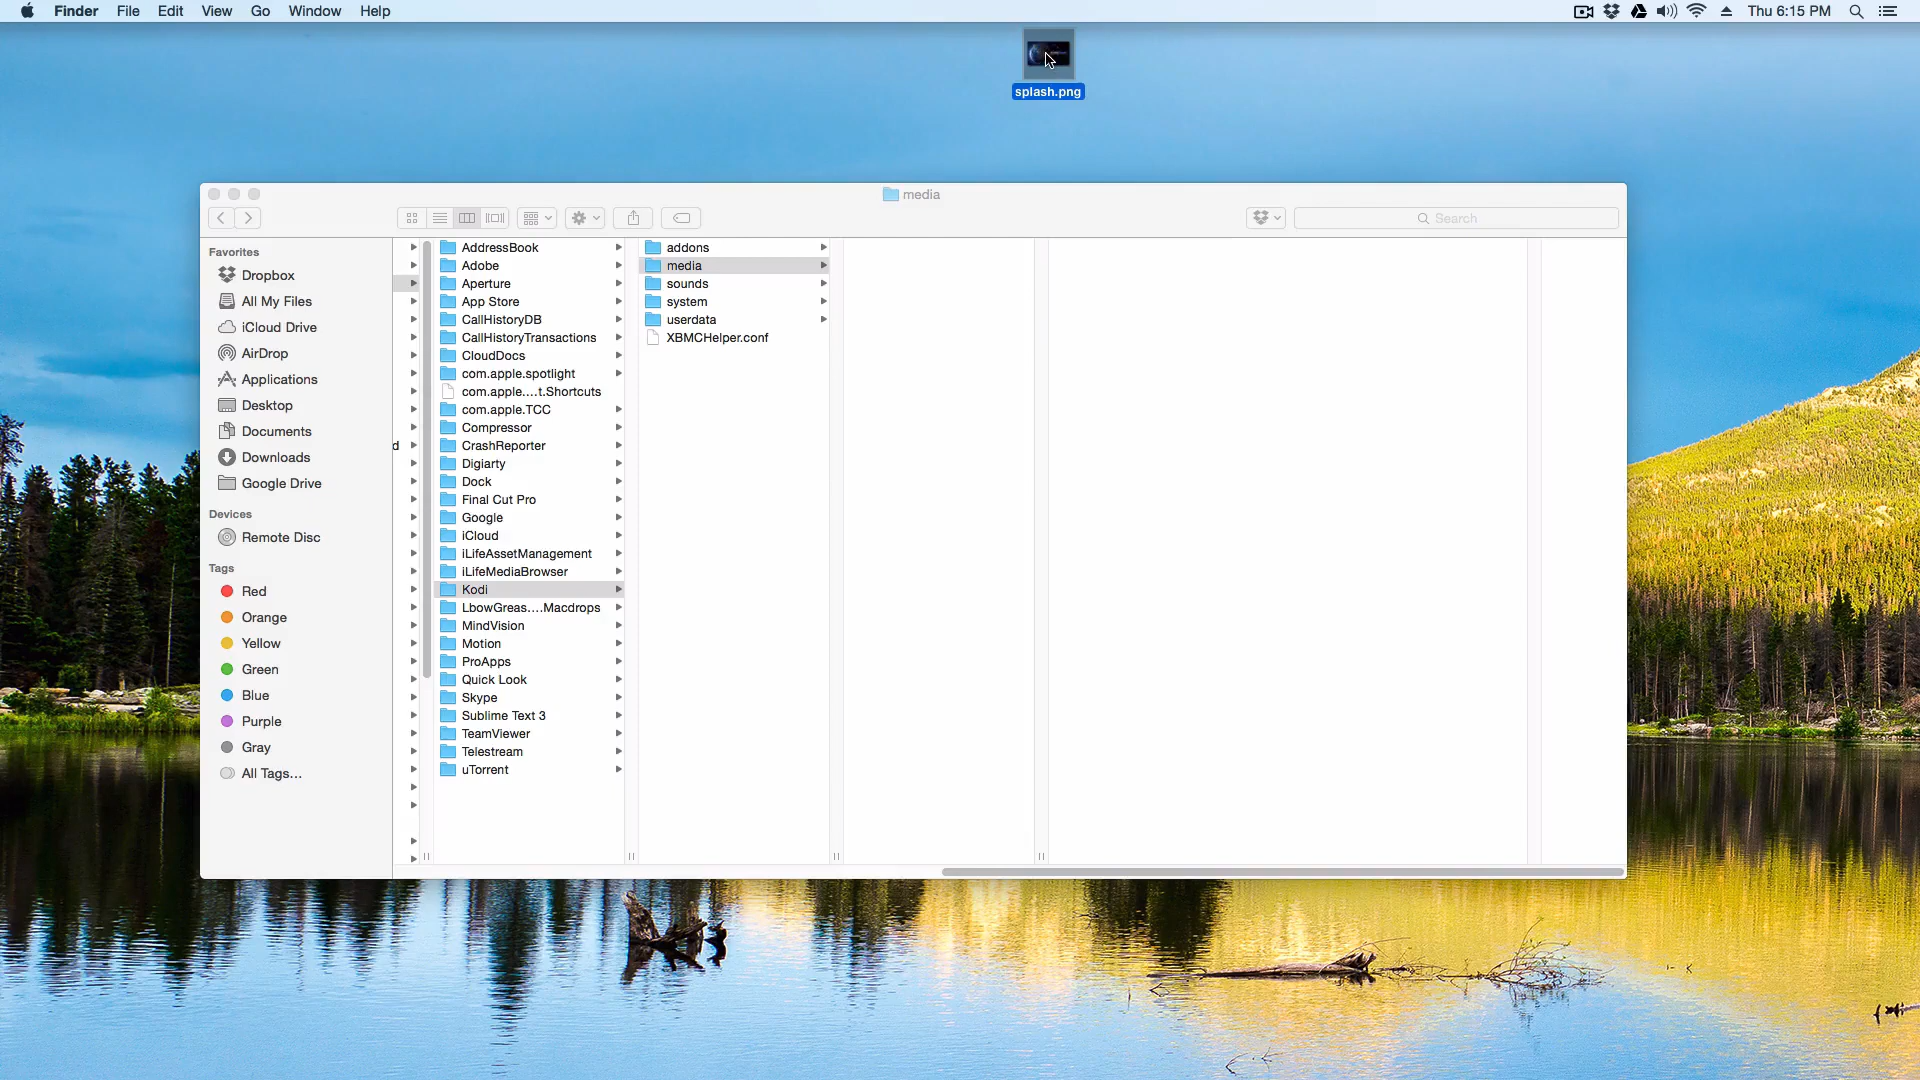 Finder File Edit View Go Window Help
Thu 6:15 PM
splash.png
media
Search
Favorites
Dropbox
All My Files
iCloud Drive
AirDrop
Applications
Desktop
Documents
Downloads
Google Drive
Devices
Remote Disc
Tags
Red
Orange
Yellow
Green
Blue
Purple
Gray
All Tags...
d
AddressBook
Adobe
Aperture
App Store
CallHistoryDB
CallHistoryTransactions
CloudDocs
com.apple.spotlight
com.apple....t.Shortcuts
com.apple.TCC
Compressor
CrashReporter
Digiarty
Dock
Final Cut Pro
Google
iCloud
iLifeAssetManagement
iLifeMediaBrowser
Kodi
LbowGreas....Macdrops
MindVision
Motion
ProApps
Quick Look
Skype
Sublime Text 3
TeamViewer
Telestream
uTorrent
addons
media
sounds
system
userdata
XBMCHelper.conf